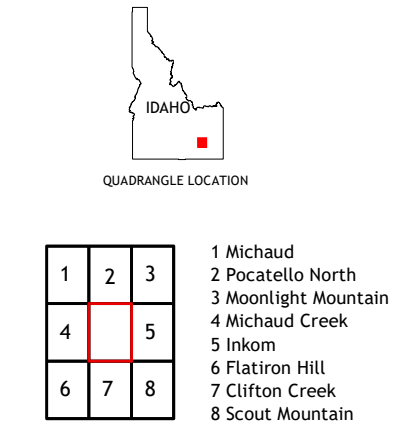 IDAHO
QUADRANGLE LOCATION
1 2 3
4 5
6 7 8
1 Michaud
2 Pocatello North
3 Moonlight Mountain
4 Michaud Creek
5 Inkom
6 Flatiron Hill
7 Clifton Creek
8 Scout Mountain